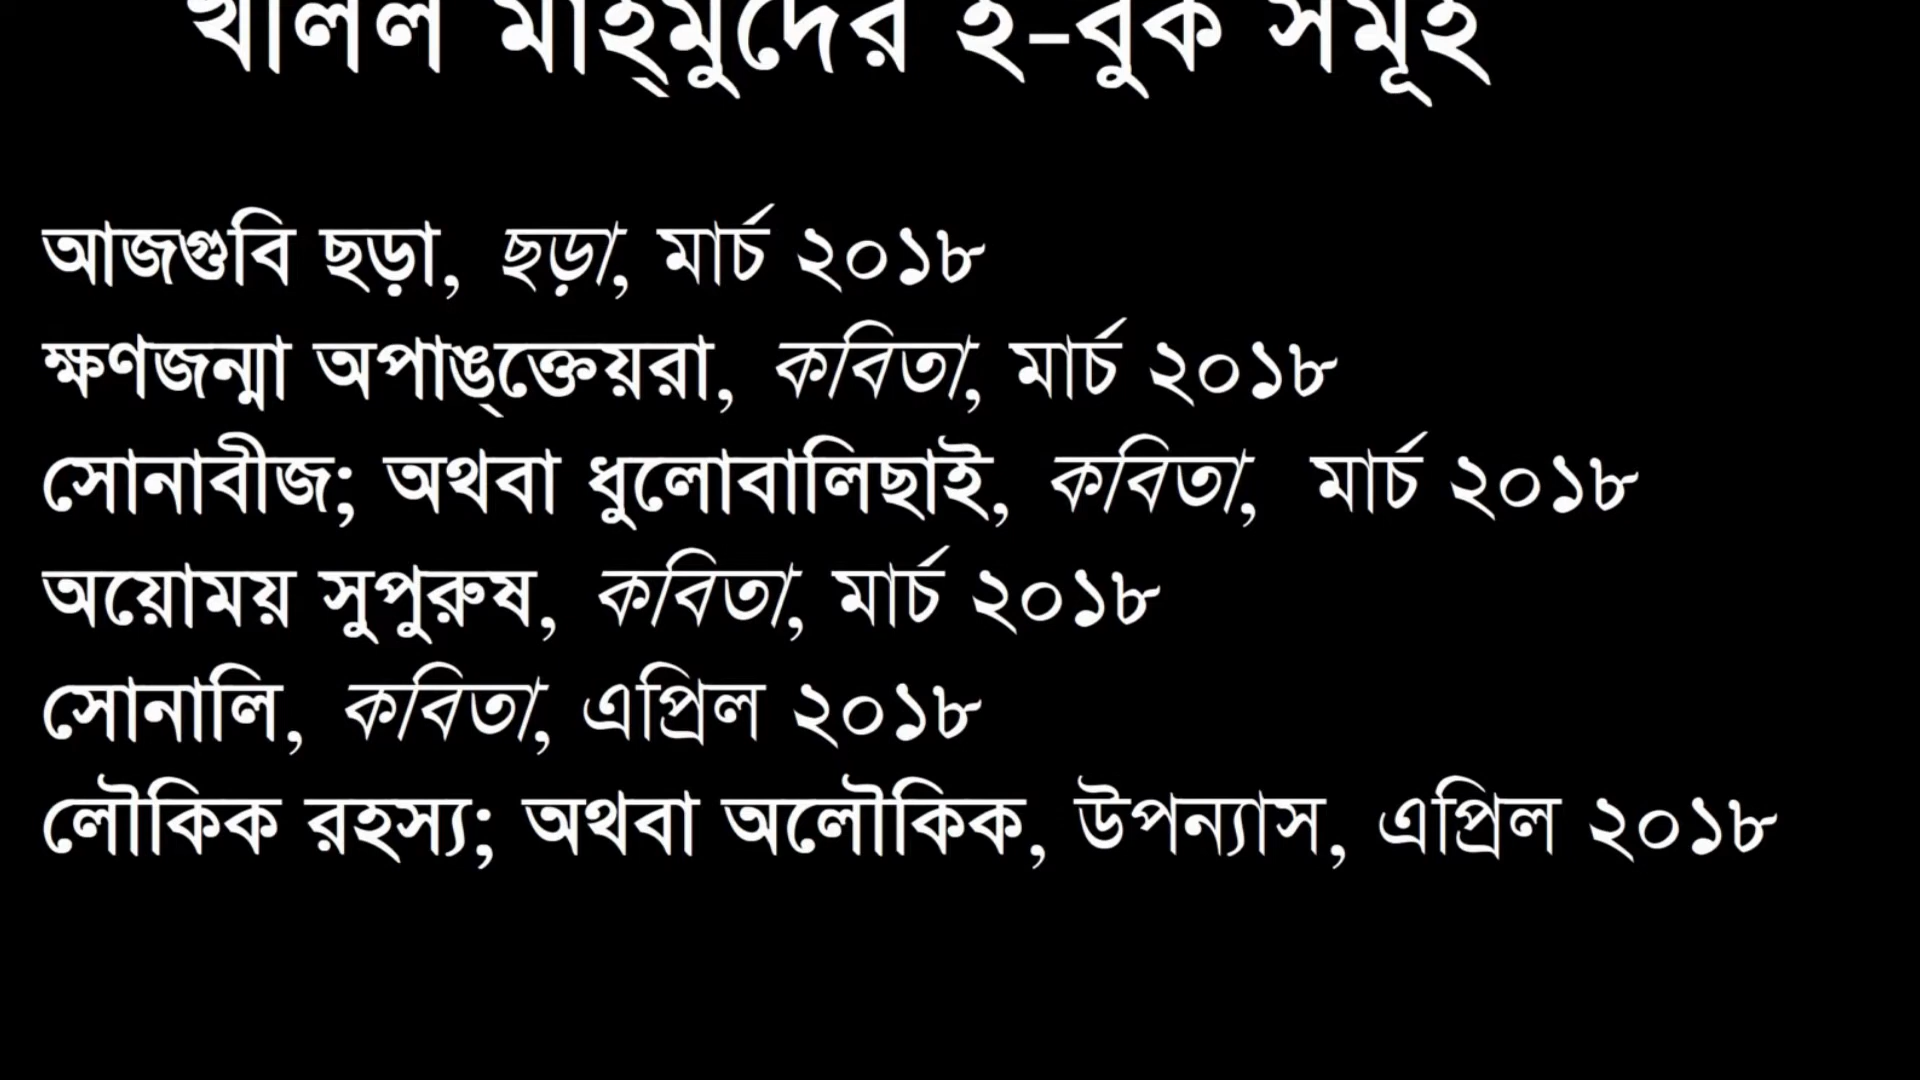 খলিল মাহ্‌মুদের ই-বুক সমূহ
আজগুবি ছড়া, ছড়া, মার্চ ২০১৮
ক্ষণজন্মা অপাঙ্‌ক্তেয়রা, কবিতা, মার্চ ২০১৮
সোনাবীজ; অথবা ধুলোবালিছাই, কবিতা, মার্চ ২০১৮
অয়োময় সুপুরুষ, কবিতা, মার্চ ২০১৮
সোনালি, কবিতা, এপ্রিল ২০১৮
লৌকিক রহস্য; অথবা অলৌকিক, উপন্যাস, এপ্রিল ২০১৮